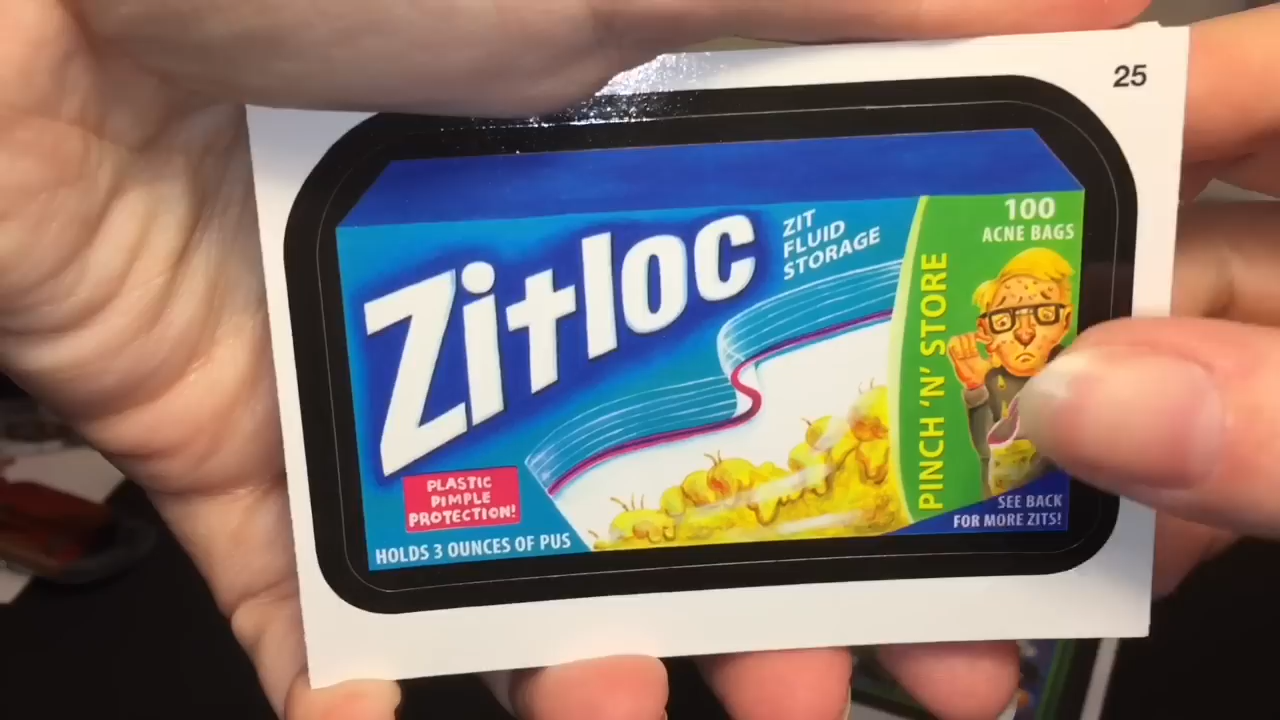 25
Zitloc
ZIT
FLUID
STORAGE
100
ACNE BAGS
PINCH 'N' STORE
PLASTIC
PIMPLE
PROTECTION!
HOLDS 3 OUNCES OF PUS
SEE BACK
FOR MORE ZITS!